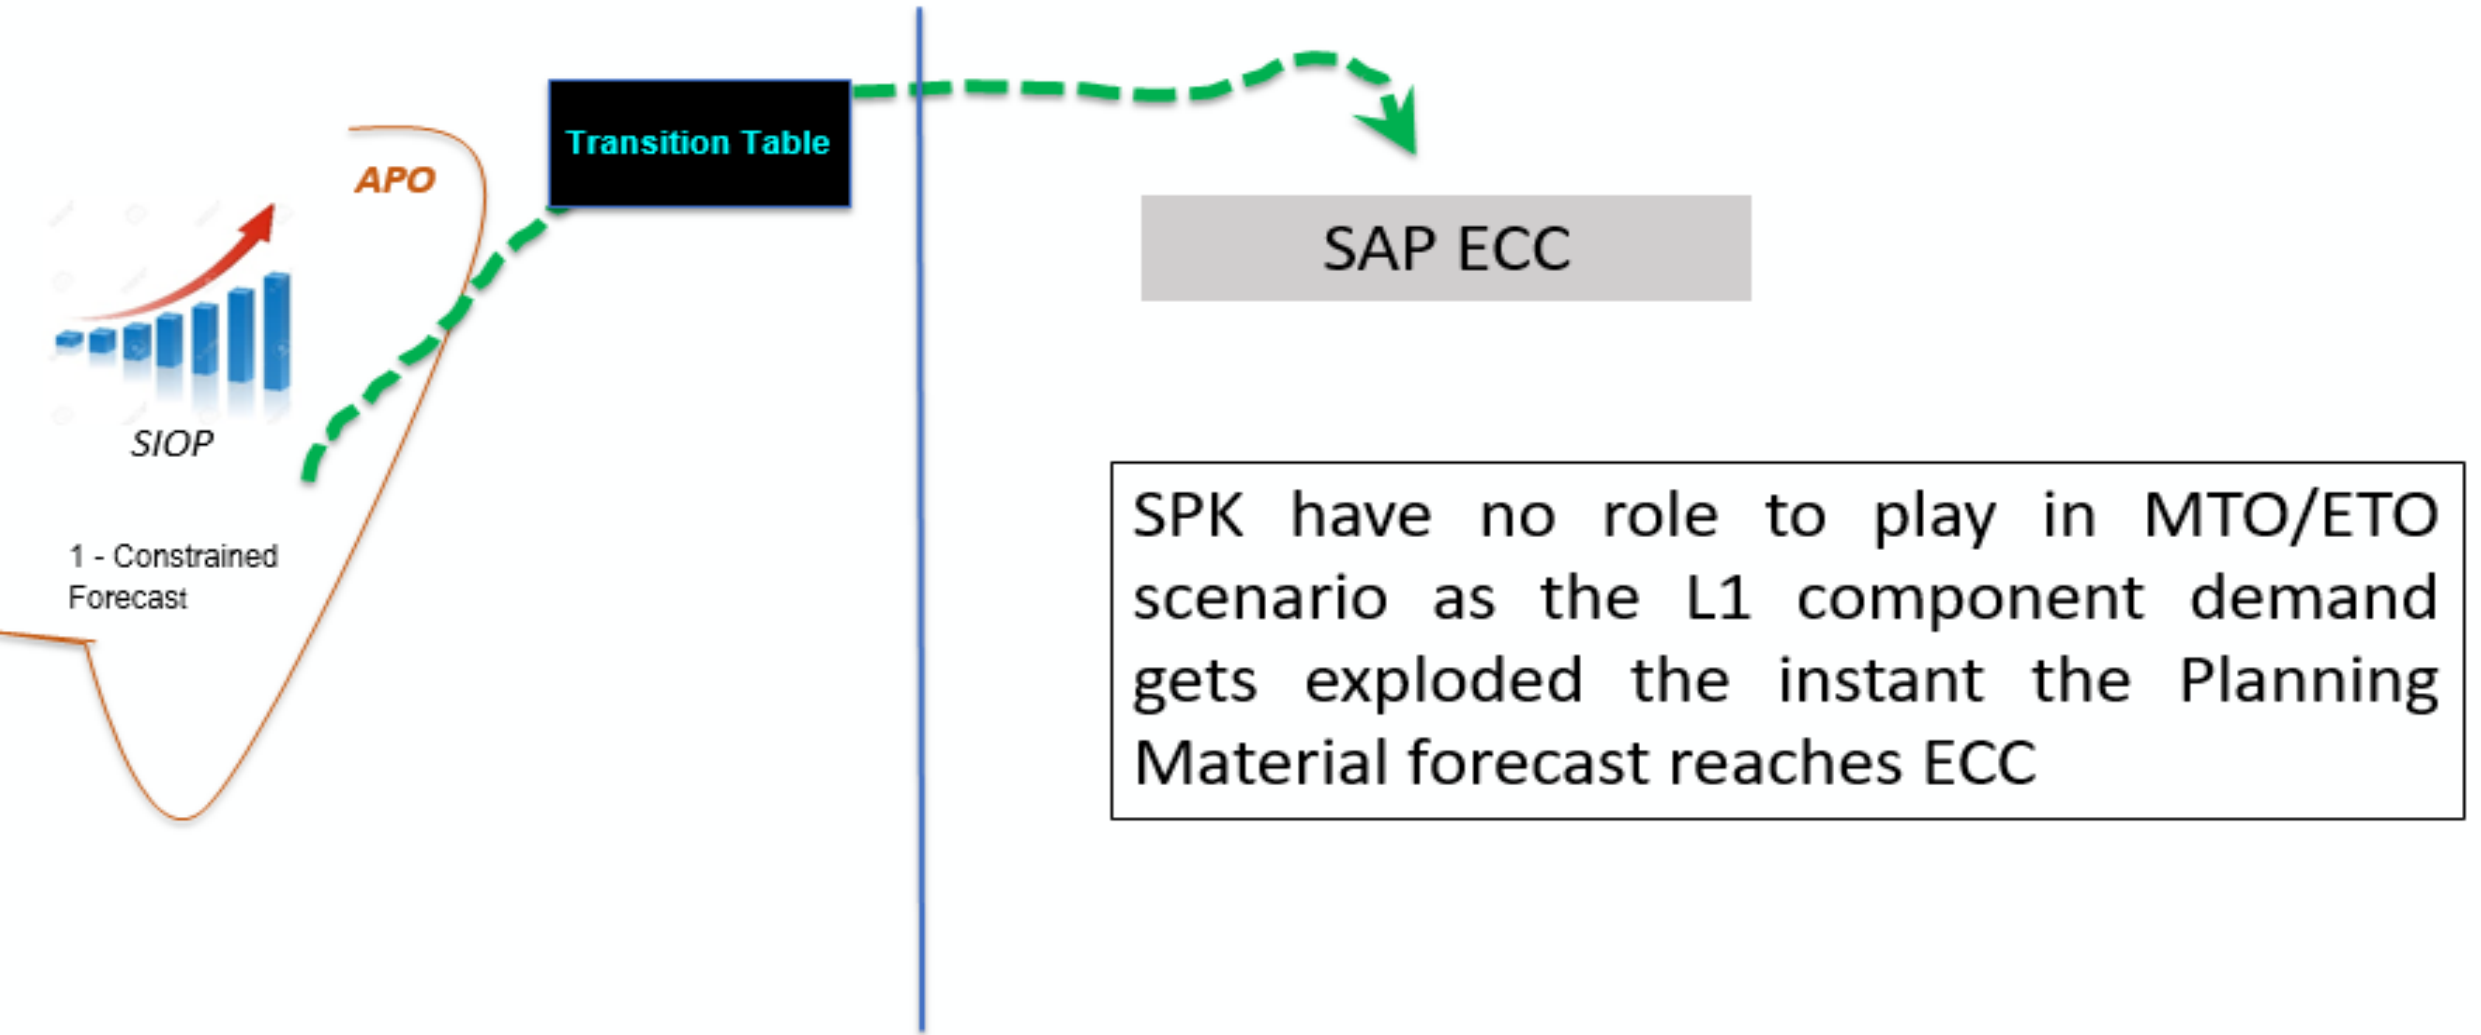 Transition Table
APO
SAP ECC
SIOP
1 - Constrained
Forecast
SPK have no role to play in MTO/ETO
scenario as the L1 component demand
gets exploded the instant the Planning
Material forecast reaches ECC